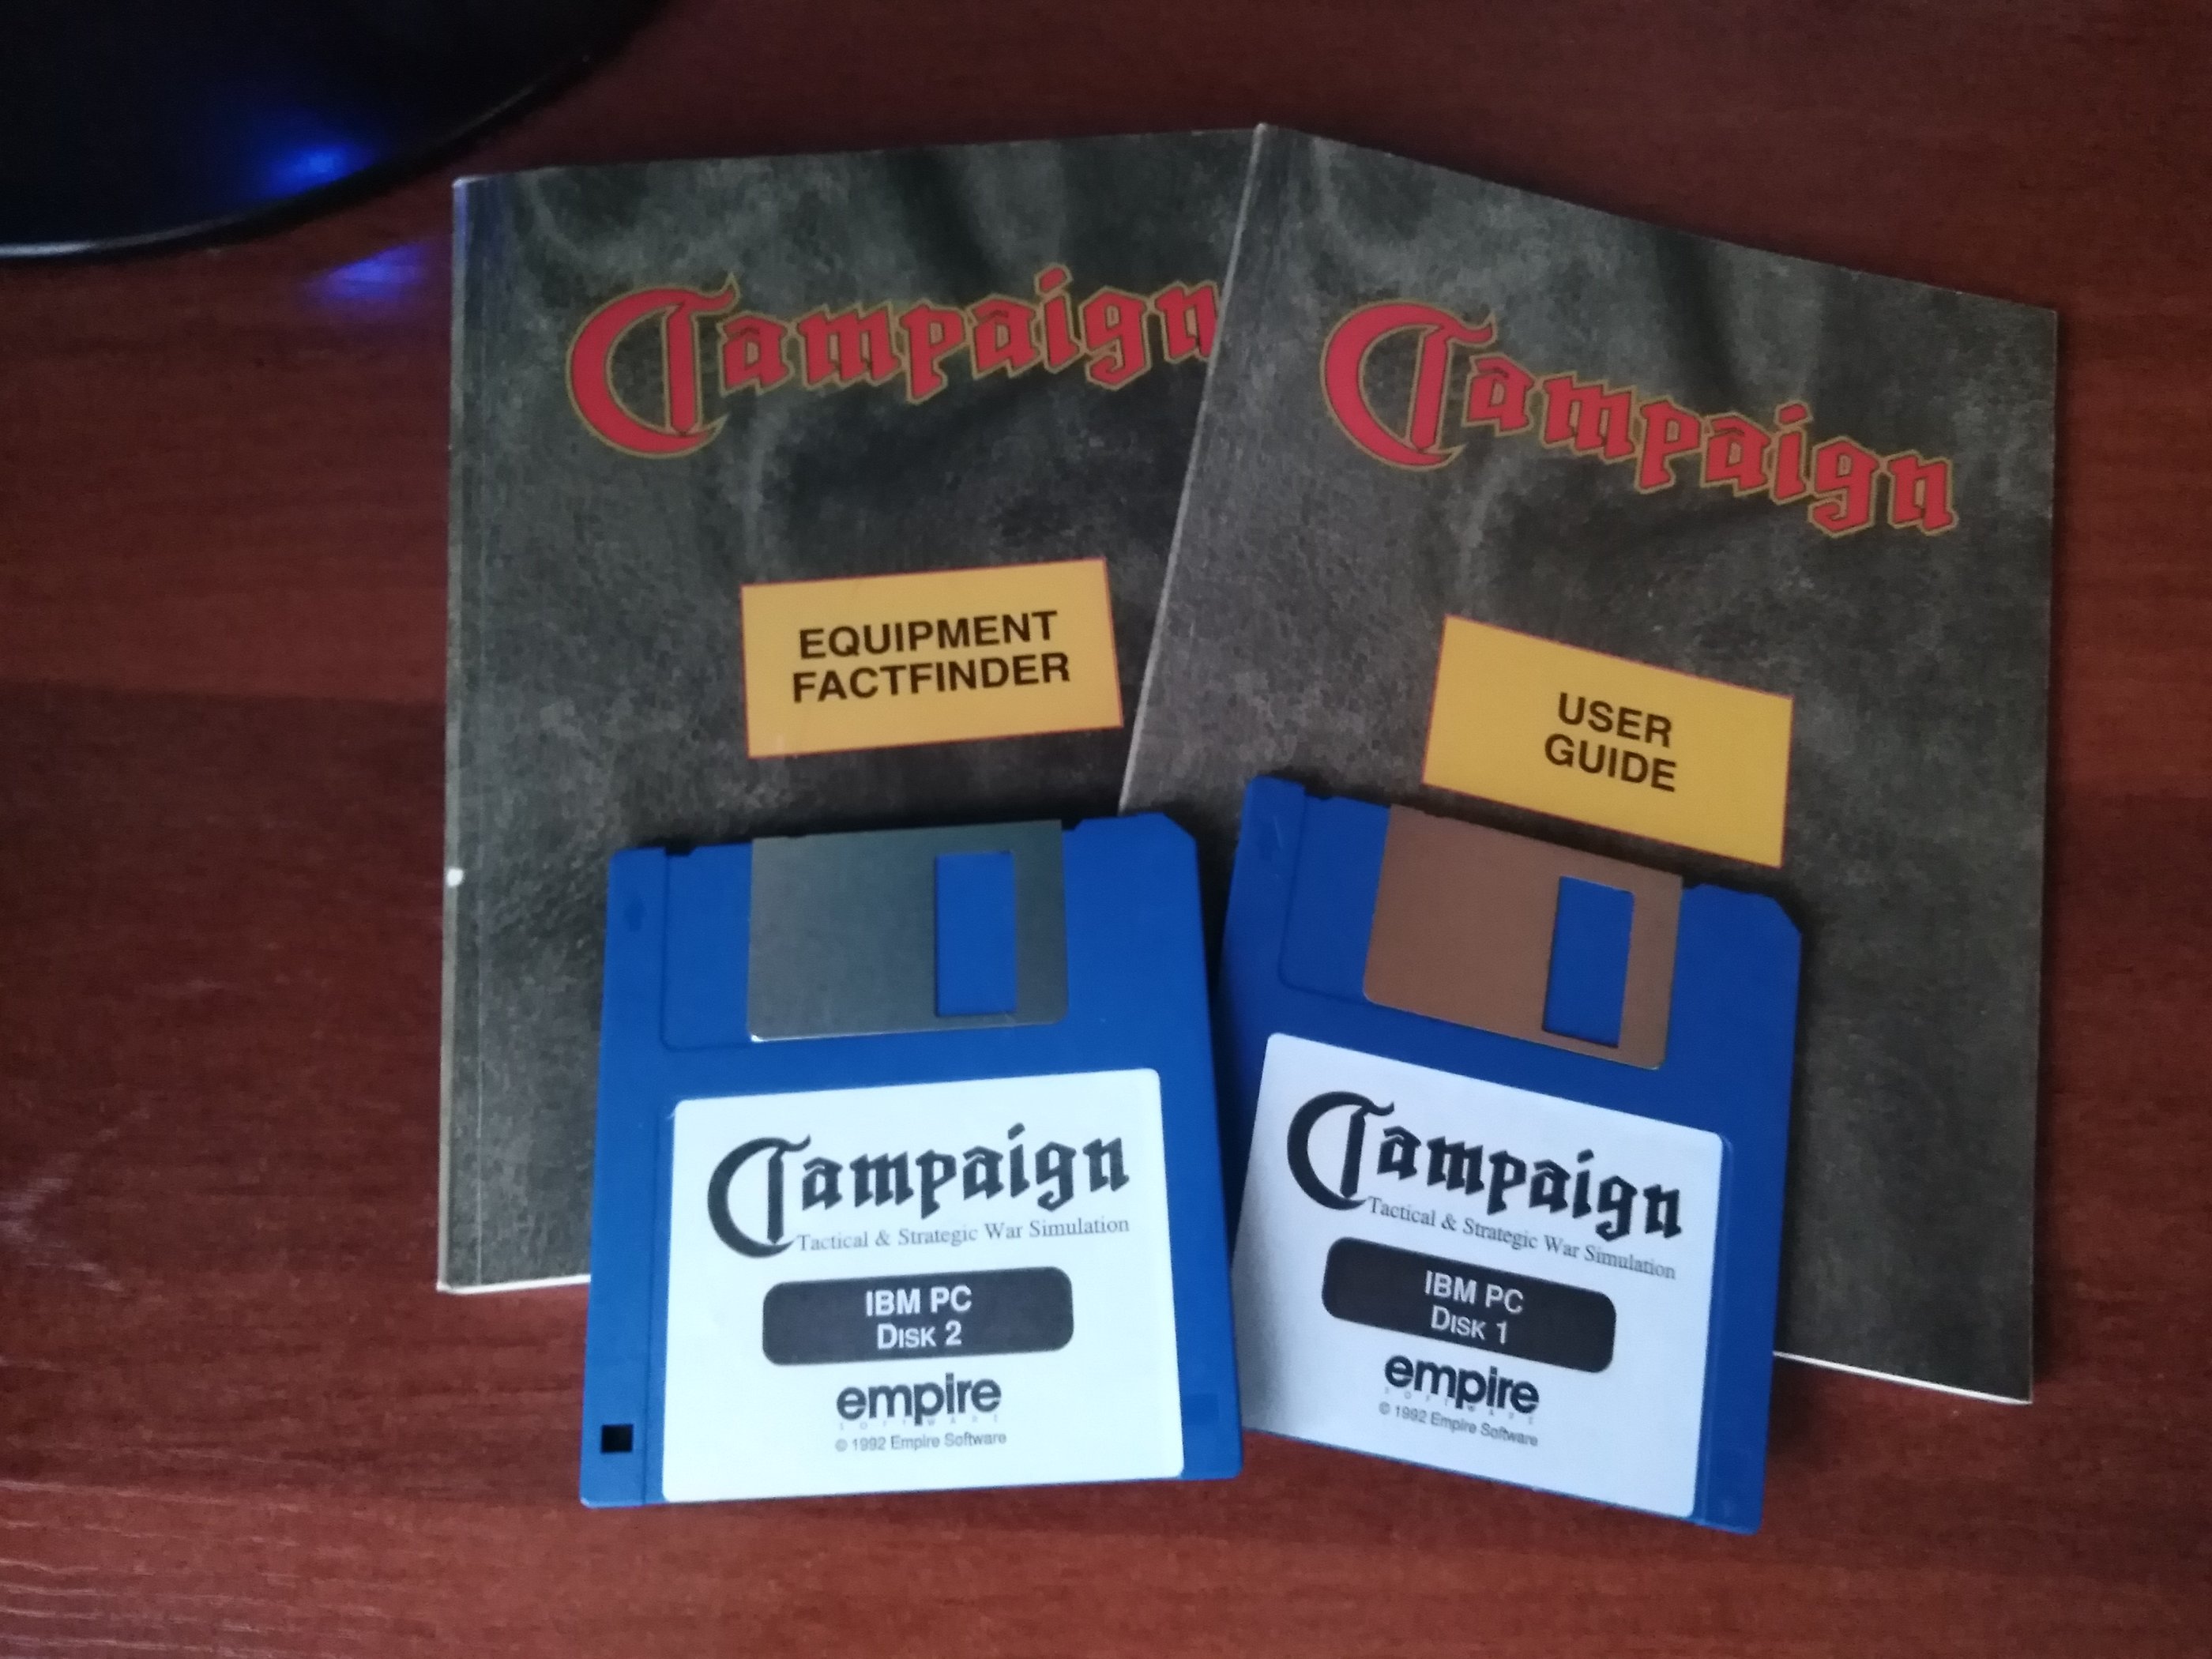 Campaign
EQUIPMENT
FACTFINDER
Campaign
USER
GUIDE
Campaign
Tactical & Strategic War Simulation
IBM PC
DISK 2
empire
SOFTWARE
© 1992 Empire Software
Campaign
Tactical & Strategic War Simulation
IBM PC
DISK 1
empire
SOFTWARE
© 1992 Empire Software